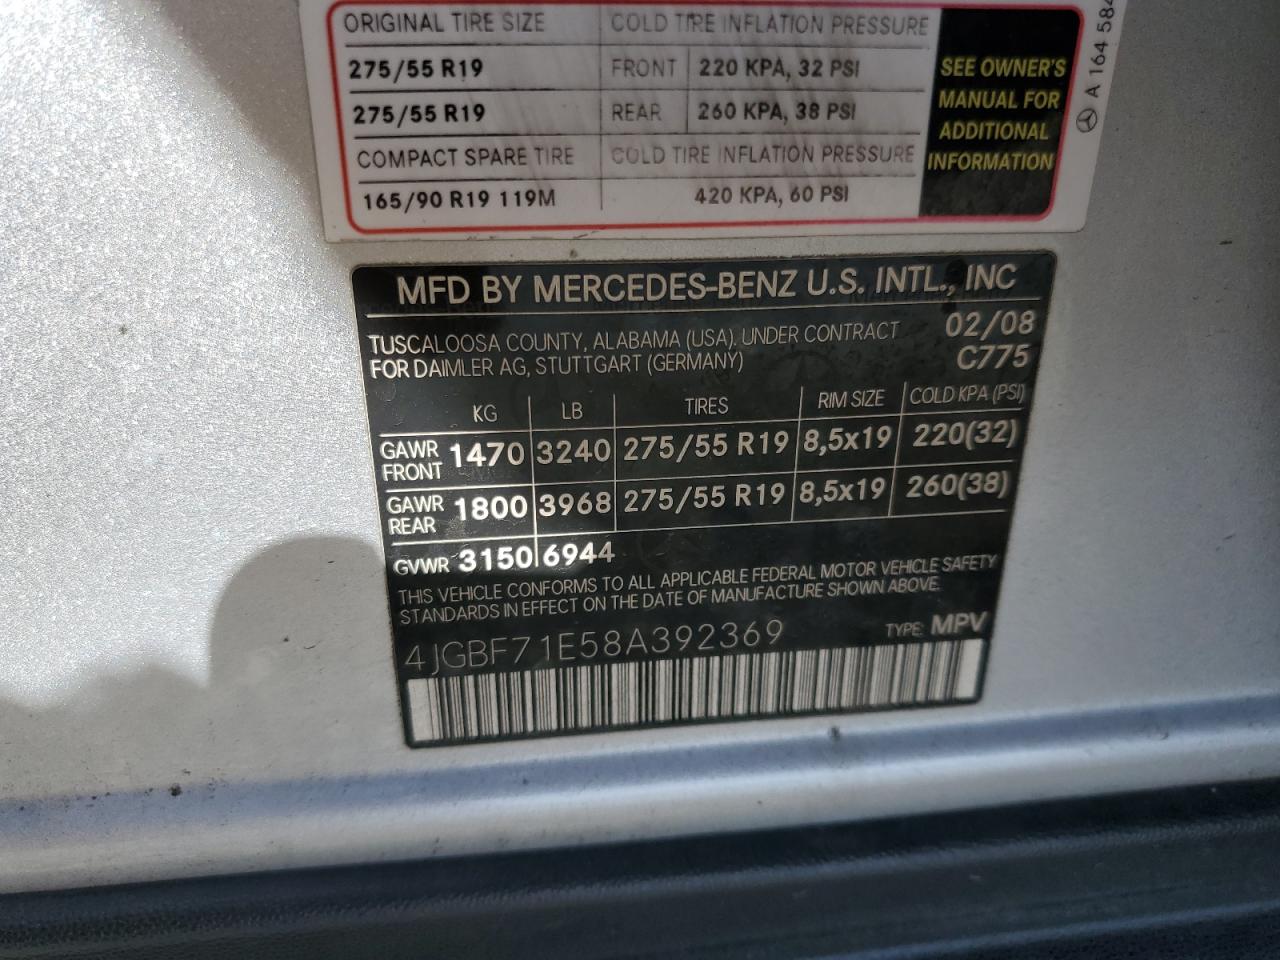 ORIGINAL TIRE SIZE COLD TIRE INFLATION PRESSURE
275/55 R19 FRONT 220 KPA, 32 PSI
275/55 R19 REAR 260 KPA, 38 PSI
COMPACT SPARE TIRE COLD TIRE INFLATION PRESSURE
165/90 R19 119M 420 KPA, 60 PSI
SEE OWNER'S
MANUAL FOR
ADDITIONAL
INFORMATION
A 164 584
MFD BY MERCEDES-BENZ U.S. INTL., INC
TUSCALOOSA COUNTY, ALABAMA (USA), UNDER CONTRACT 02/08
FOR DAIMLER AG, STUTTGART (GERMANY) C775
KG LB TIRES RIM SIZE COLD KPA (PSI)
GAWR FRONT 1470 3240 275/55 R19 8,5x19 220(32)
GAWR REAR 1800 3968 275/55 R19 8,5x19 260(38)
GVWR 3150 6944
THIS VEHICLE CONFORMS TO ALL APPLICABLE FEDERAL MOTOR VEHICLE SAFETY
STANDARDS IN EFFECT ON THE DATE OF MANUFACTURE SHOWN ABOVE.
4JGBF71E58A392369 TYPE: MPV